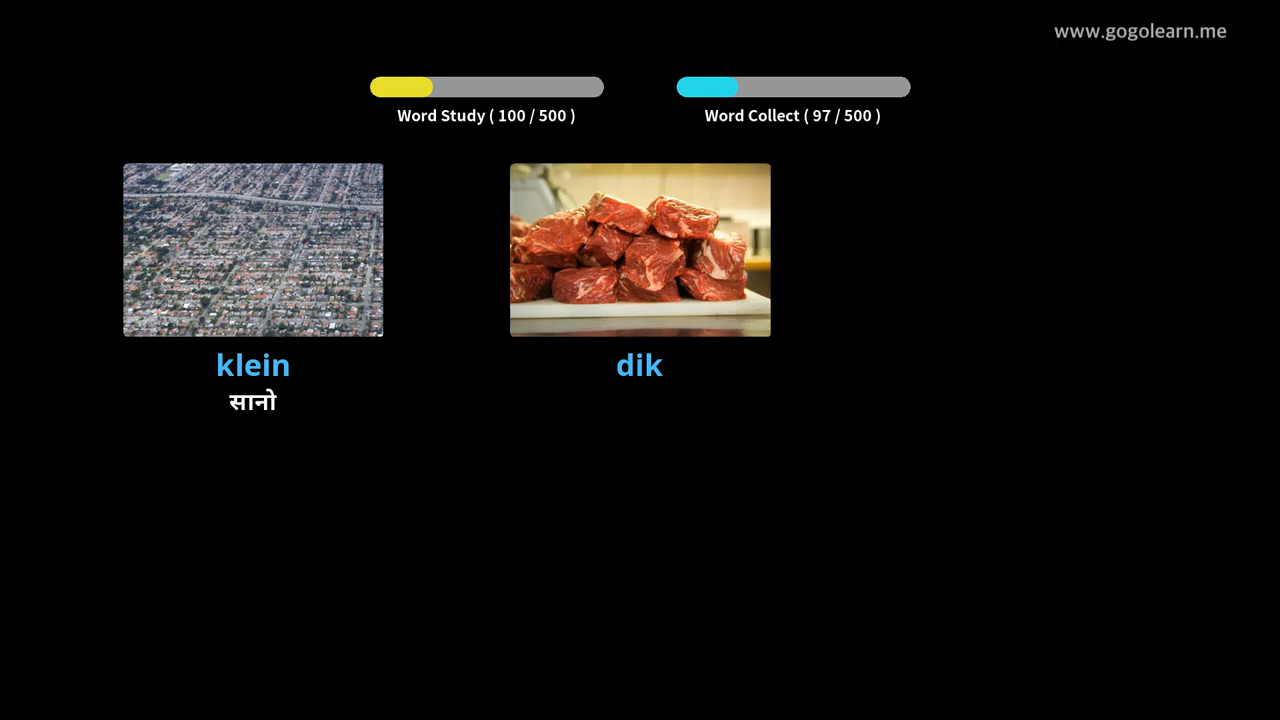 www.gogolearn.me
Word Study ( 100 / 500 )
Word Collect ( 97 / 500 )
klein
सानो
dik